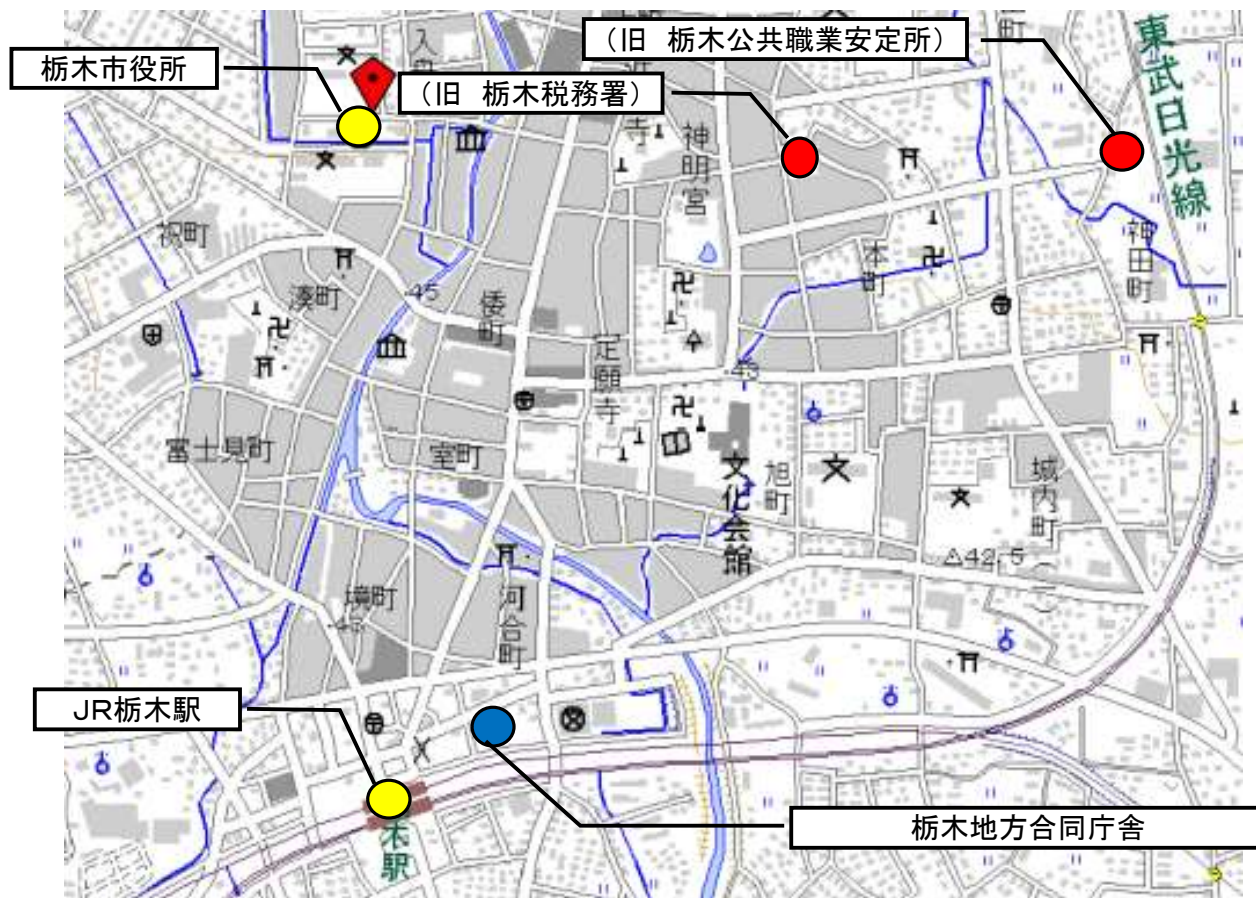 （旧　栃木公共職業安定所）
栃木市役所
（旧　栃木税務署）
東武日光線
神明宮
祝町
湊町
倭町
本町
神田町
・45
定願寺
・43
富士見町
室町
文化会館
旭町
城内町
42.5
境町
河合町
JR栃木駅
木駅
栃木地方合同庁舎